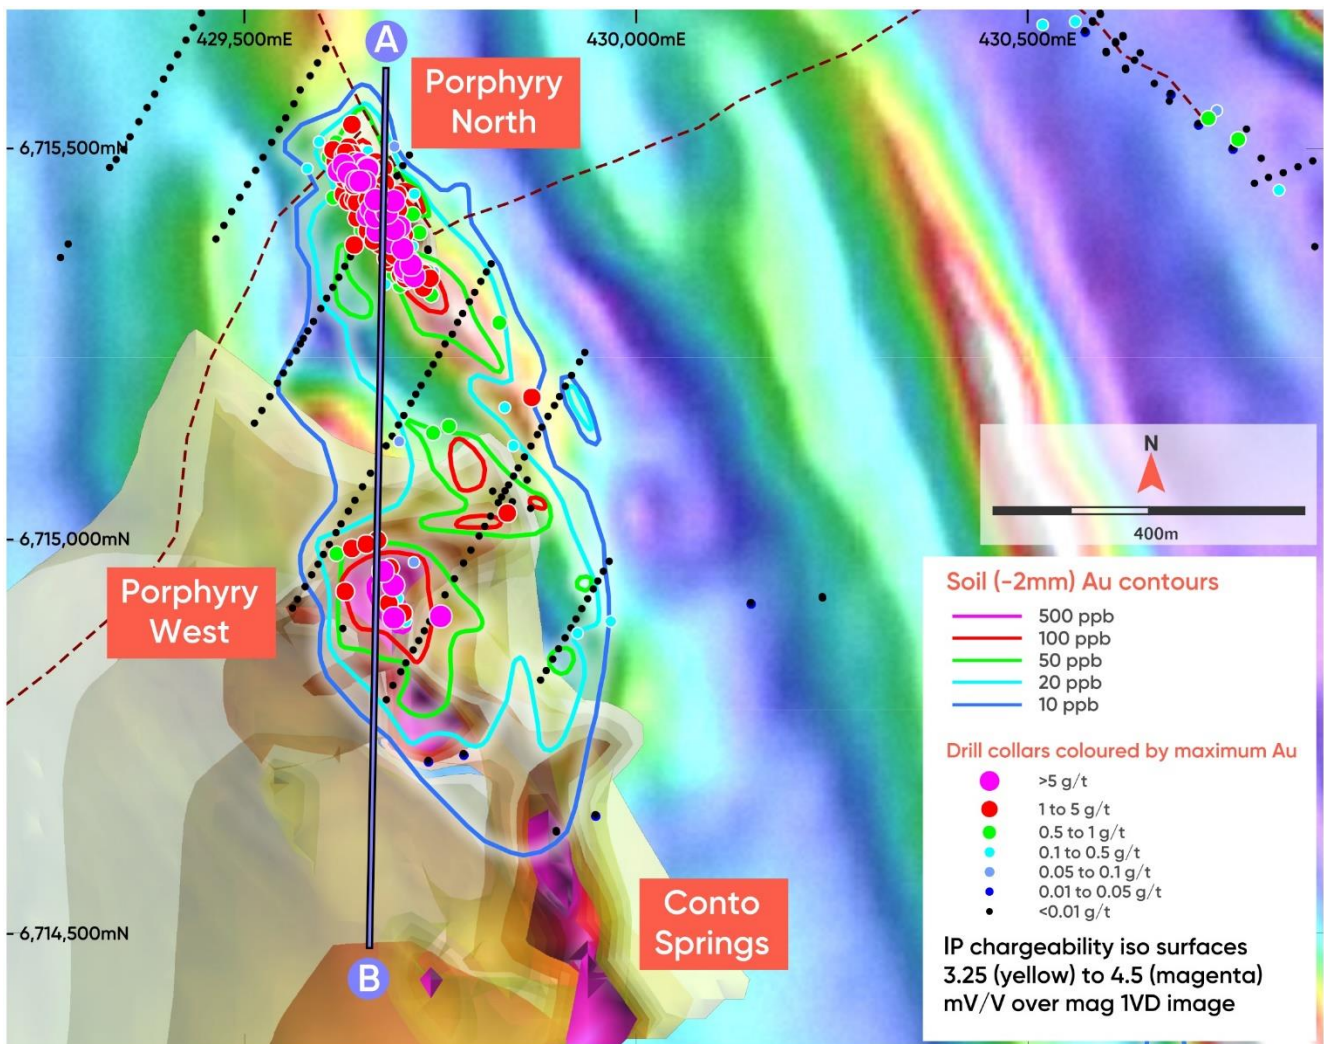 429,500mE
430,000mE
430,500mE
A
Porphyry
North
6,715,500mN
N
400m
6,715,000mN
Porphyry
West
Soil (-2mm) Au contours
500 ppb
100 ppb
50 ppb
20 ppb
10 ppb
Drill collars coloured by maximum Au
>5 g/t
1 to 5 g/t
0.5 to 1 g/t
0.1 to 0.5 g/t
0.05 to 0.1 g/t
0.01 to 0.05 g/t
<0.01 g/t
IP chargeability iso surfaces
3.25 (yellow) to 4.5 (magenta)
mV/V over mag 1VD image
Conto
Springs
6,714,500mN
B